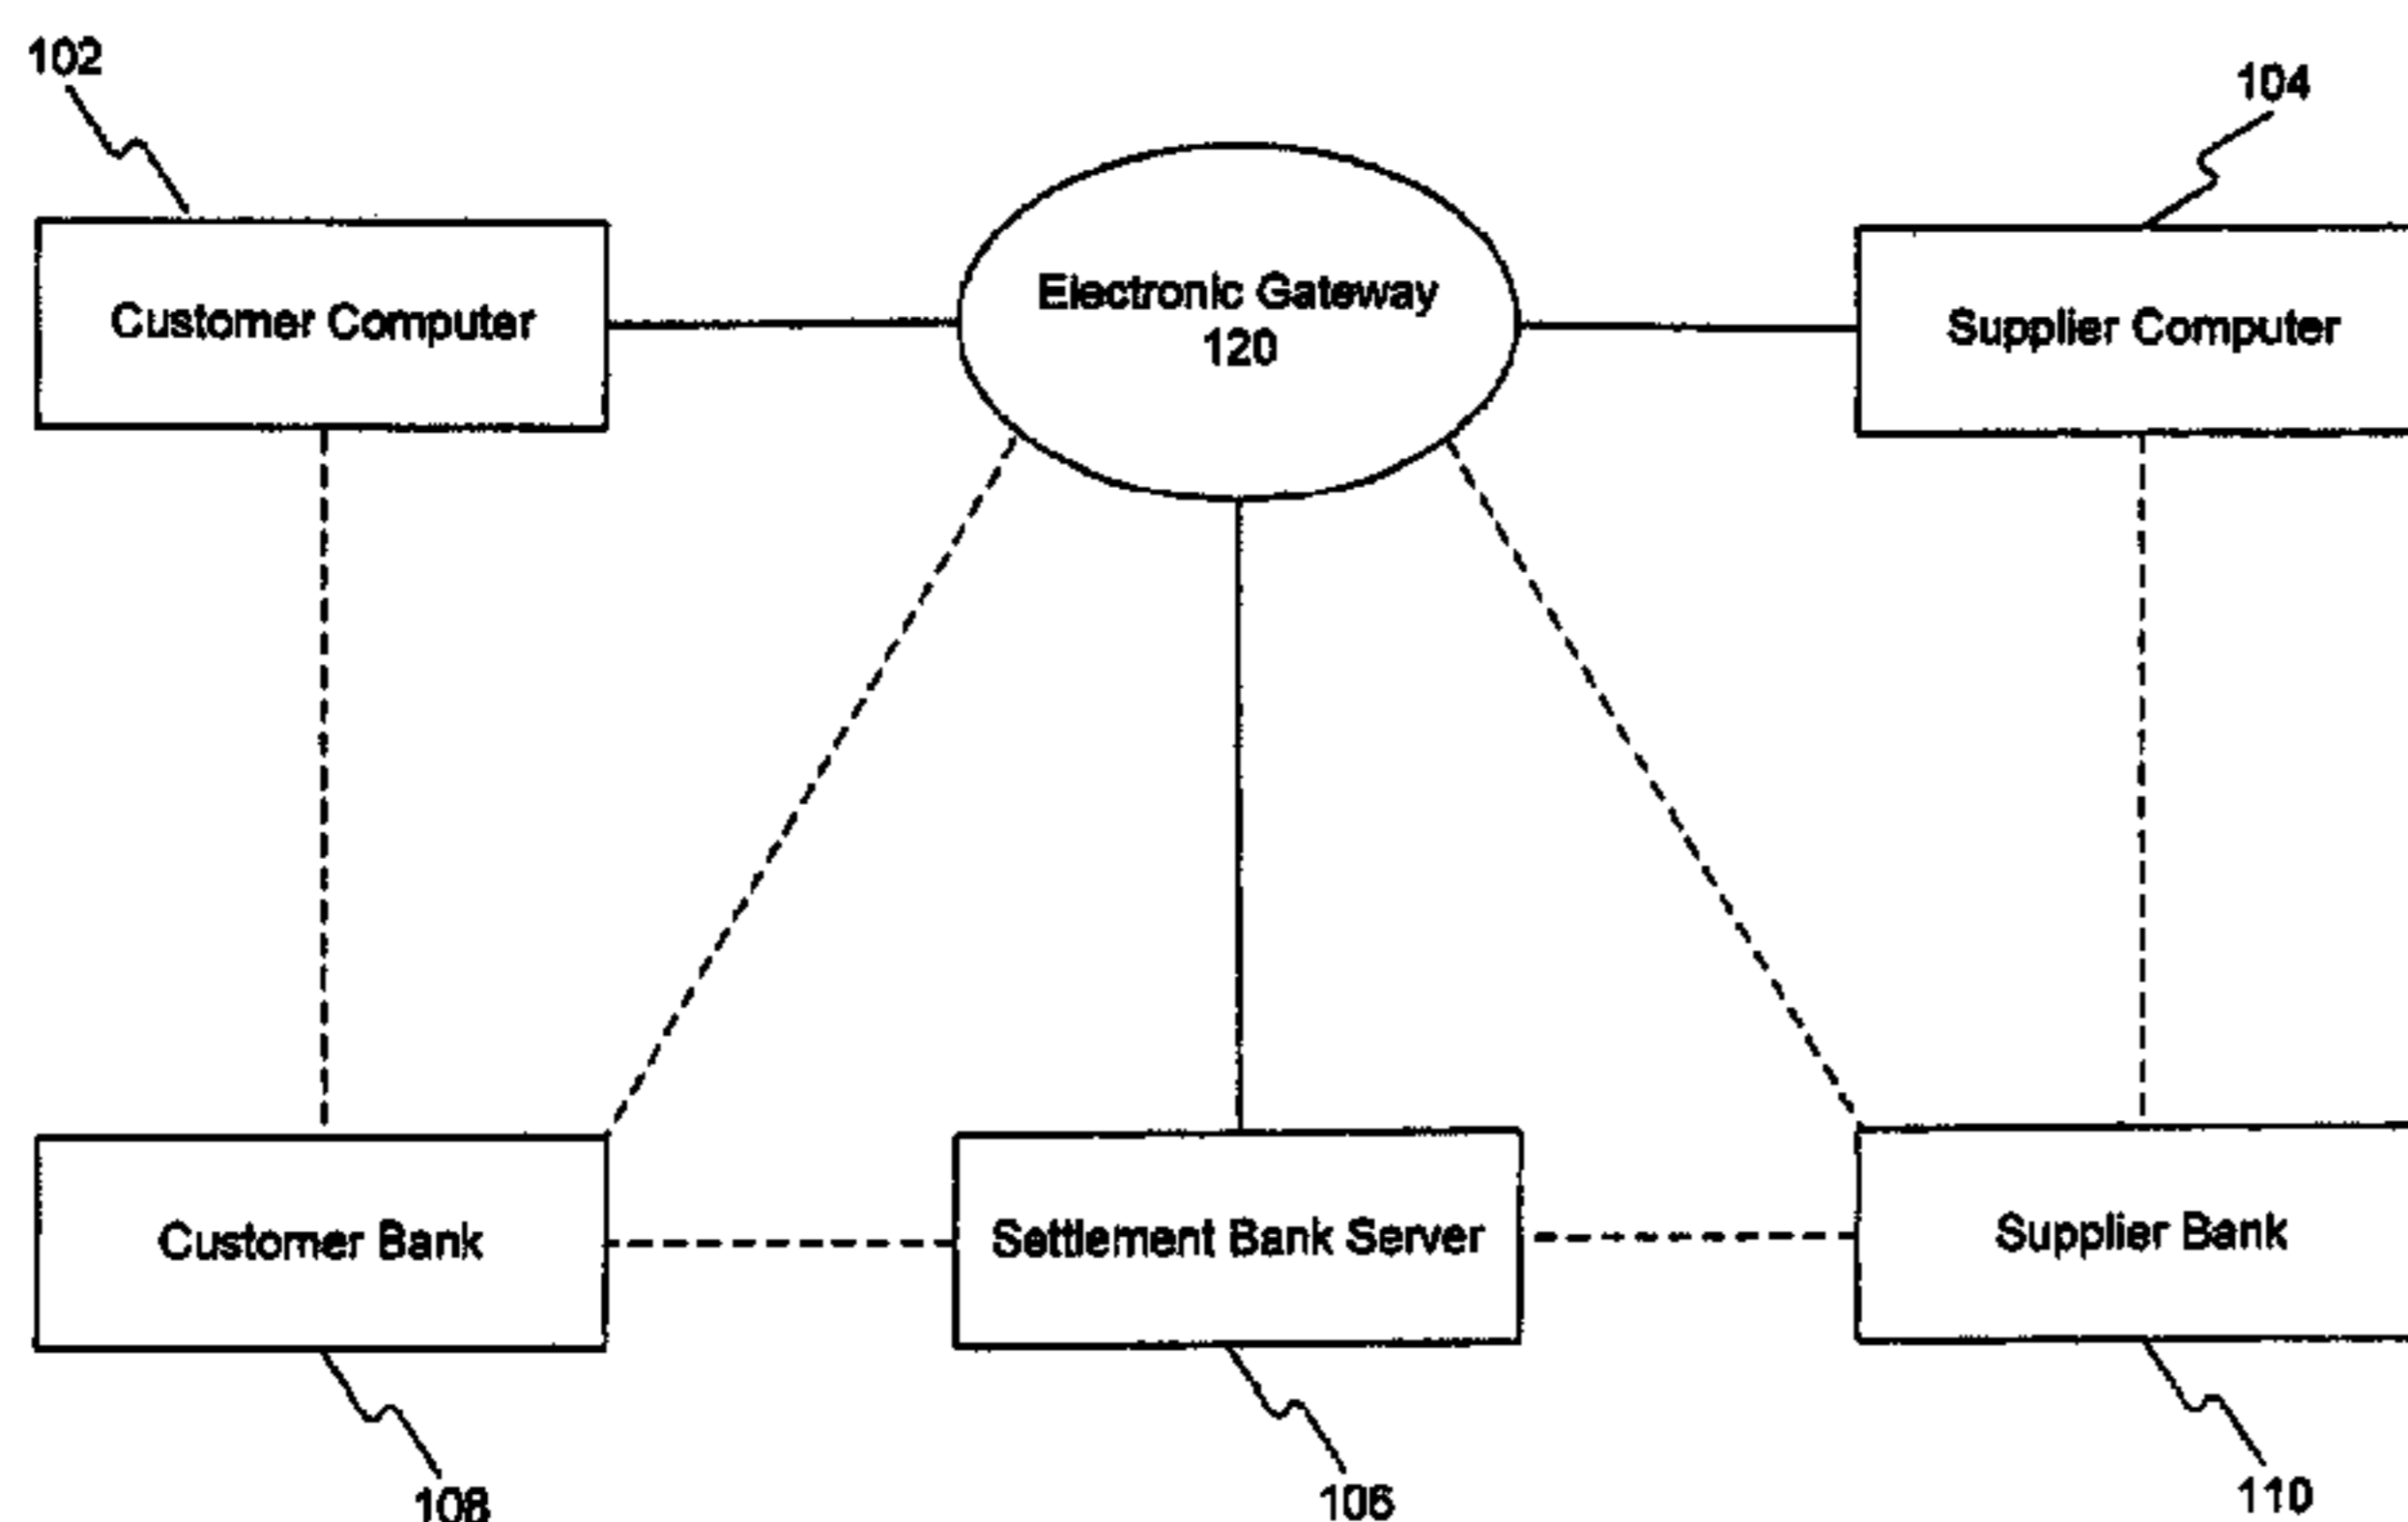 102
104
Electronic Gateway
120
Customer Computer
Supplier Computer
Customer Bank
Settlement Bank Server
Supplier Bank
108
106
110